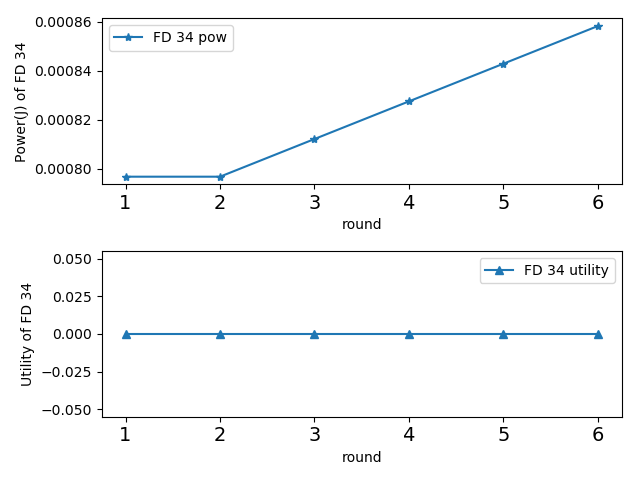 0.00086
0.00084
0.00082
0.00080
Power(J) of FD 34
FD 34 pow
1 2 3 4 5 6
round
0.050
0.025
0.000
−0.025
−0.050
Utility of FD 34
FD 34 utility
1 2 3 4 5 6
round